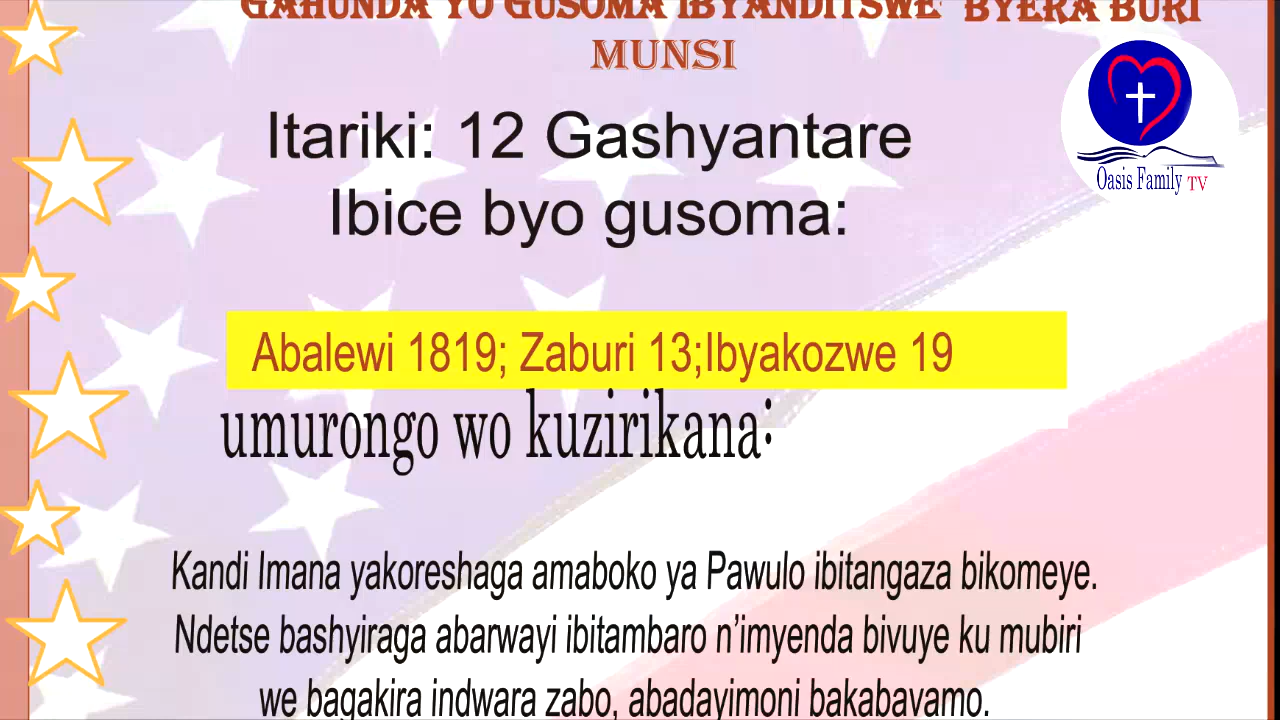 GAHUNDA YO GUSOMA IBYANDITSWE BYERA BURI
MUNSI
Itariki: 12 Gashyantare
Ibice byo gusoma:
Oasis Family TV
Abalewi 1819; Zaburi 13;Ibyakozwe 19
umurongo wo kuzirikana:
Kandi Imana yakoreshaga amaboko ya Pawulo ibitangaza bikomeye.
Ndetse bashyiraga abarwayi ibitambaro n’imyenda bivuye ku mubiri
we bagakira indwara zabo, abadayimoni bakabavamo.